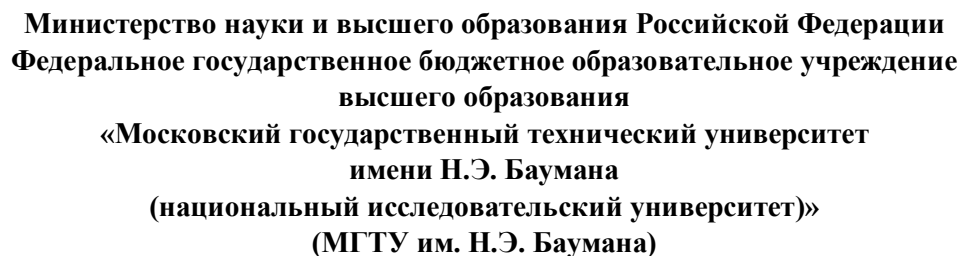 Министерство науки и высшего образования Российской Федерации
Федеральное государственное бюджетное образовательное учреждение
высшего образования
«Московский государственный технический университет
имени Н.Э. Баумана
(национальный исследовательский университет)»
(МГТУ им. Н.Э. Баумана)